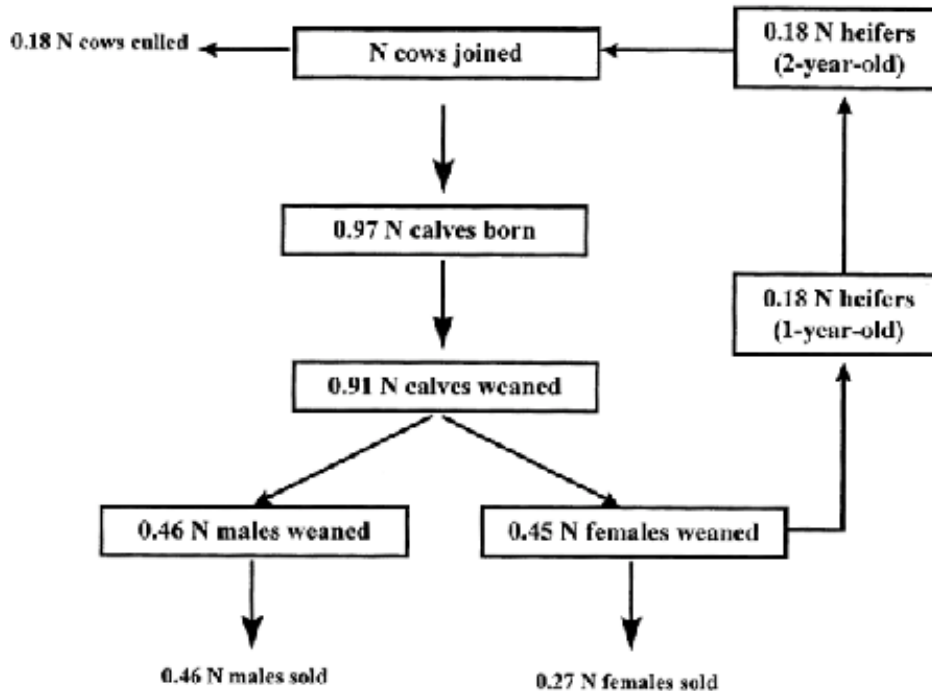 0.18 N cows culled
N cows joined
0.18 N heifers
(2-year-old)
0.97 N calves born
0.18 N heifers
(1-year-old)
0.91 N calves weaned
0.46 N males weaned
0.45 N females weaned
0.46 N males sold
0.27 N females sold